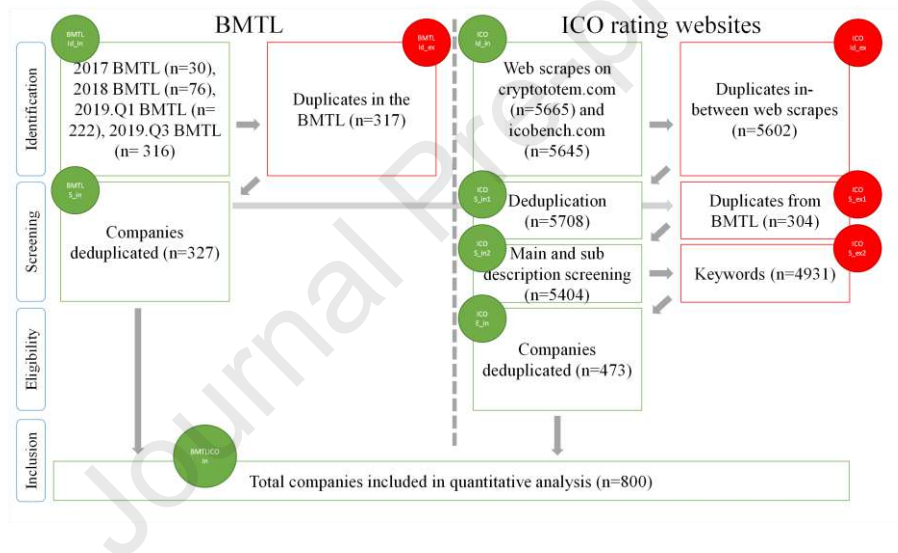 BMTL
ICO rating websites
Identification
BMTL
Id_in
2017 BMTL (n=30),
2018 BMTL (n=76),
2019.Q1 BMTL (n=
222), 2019.Q3 BMTL
(n= 316)
BMTL
Id_ex
Duplicates in the
BMTL (n=317)
ICO
Id_in
Web scrapes on
cryptototem.com
(n=5665) and
icobench.com
(n=5645)
ICO
Id_ex
Duplicates in-
between web scrapes
(n=5602)
Screening
BMTL
S_in
Companies
deduplicated (n=327)
ICO
S_in1
Deduplication
(n=5708)
ICO
S_ex1
Duplicates from
BMTL (n=304)
ICO
S_in2
Main and sub
description screening
(n=5404)
ICO
S_ex2
Keywords (n=4931)
Eligibility
ICO
E_in
Companies
deduplicated (n=473)
Inclusion
BMTLICO
In
Total companies included in quantitative analysis (n=800)
Journal Pre-p